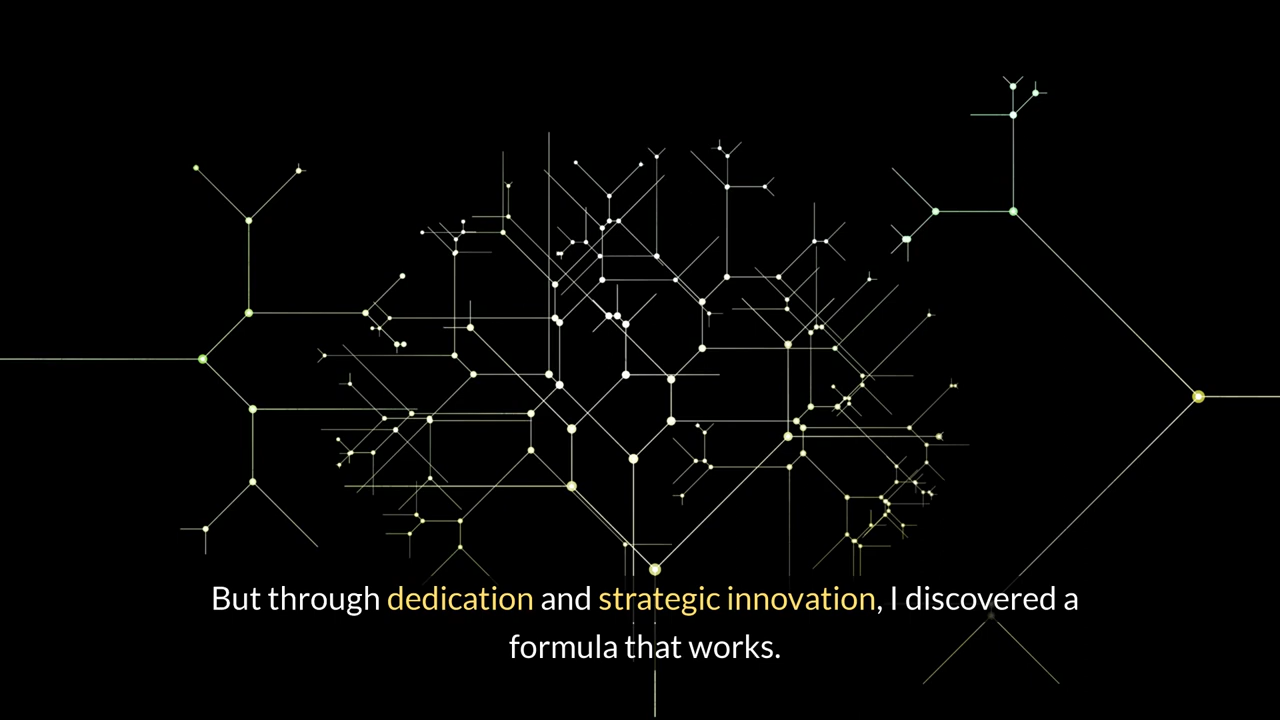 But through dedication and strategic innovation, I discovered a
formula that works.